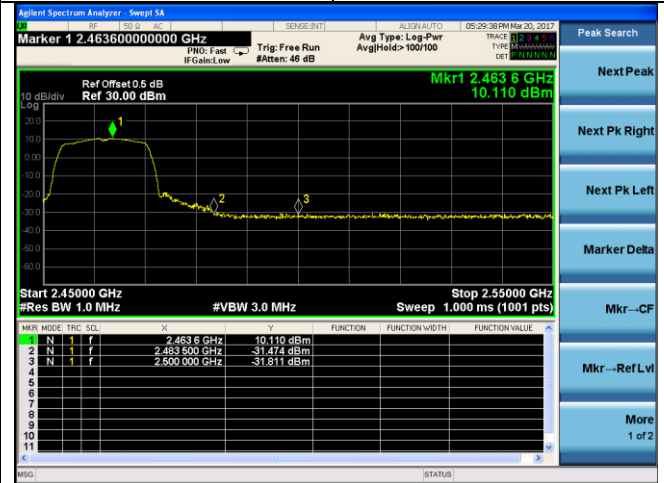 Agilent Spectrum Analyzer - Swept SA
RF 50 Ω AC SENSE:INT ALIGN AUTO 05:29:38 PM Mar 20, 2017
Marker 1 2.463600000000 GHz
PNO: Fast
IFGain:Low
Trig: Free Run
#Atten: 46 dB
Avg Type: Log-Pwr
Avg|Hold:> 100/100
TRACE 1 2 3 4 5 6
TYPE M
DET P N N N N N
Peak Search
Next Peak
Next Pk Right
Next Pk Left
Marker Delta
Mkr→CF
Mkr→Ref Lvl
More
1 of 2
Ref Offset 0.5 dB
10 dB/div Ref 30.00 dBm
Log
Mkr1 2.463 6 GHz
10.110 dBm
20.0
10.0
0.00
-10.0
-20.0
-30.0
-40.0
-50.0
-60.0
1
2
3
Start 2.45000 GHz Stop 2.55000 GHz
#Res BW 1.0 MHz #VBW 3.0 MHz Sweep 1.000 ms (1001 pts)
MKR MODE TRC SCL X Y FUNCTION FUNCTION WIDTH FUNCTION VALUE
1 N 1 f 2.463 6 GHz 10.110 dBm
2 N 1 f 2.483 500 GHz -31.474 dBm
3 N 1 f 2.500 000 GHz -31.811 dBm
4
5
6
7
8
9
10
11
MSG STATUS